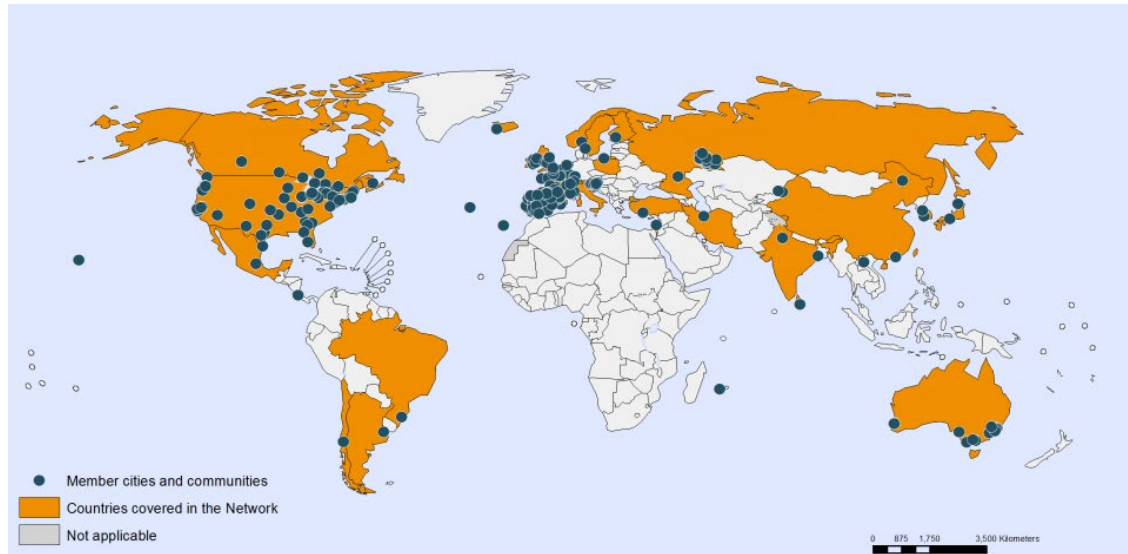 Member cities and communities
Countries covered in the Network
Not applicable
0 875 1,750 3,500 Kilometers